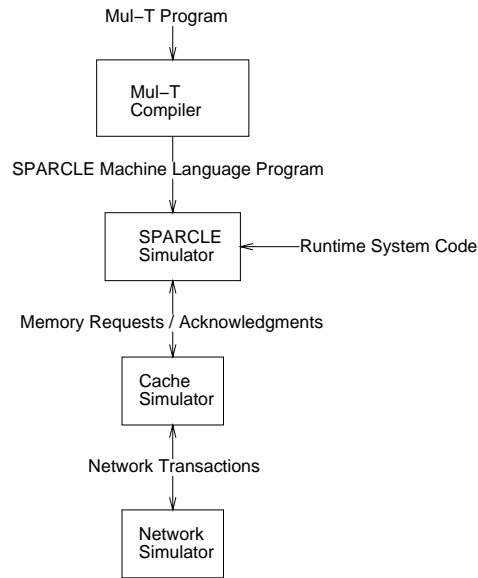 Mul−T Program
Mul−T
Compiler
SPARCLE Machine Language Program
SPARCLE
Simulator
Runtime System Code
Memory Requests / Acknowledgments
Cache
Simulator
Network Transactions
Network
Simulator